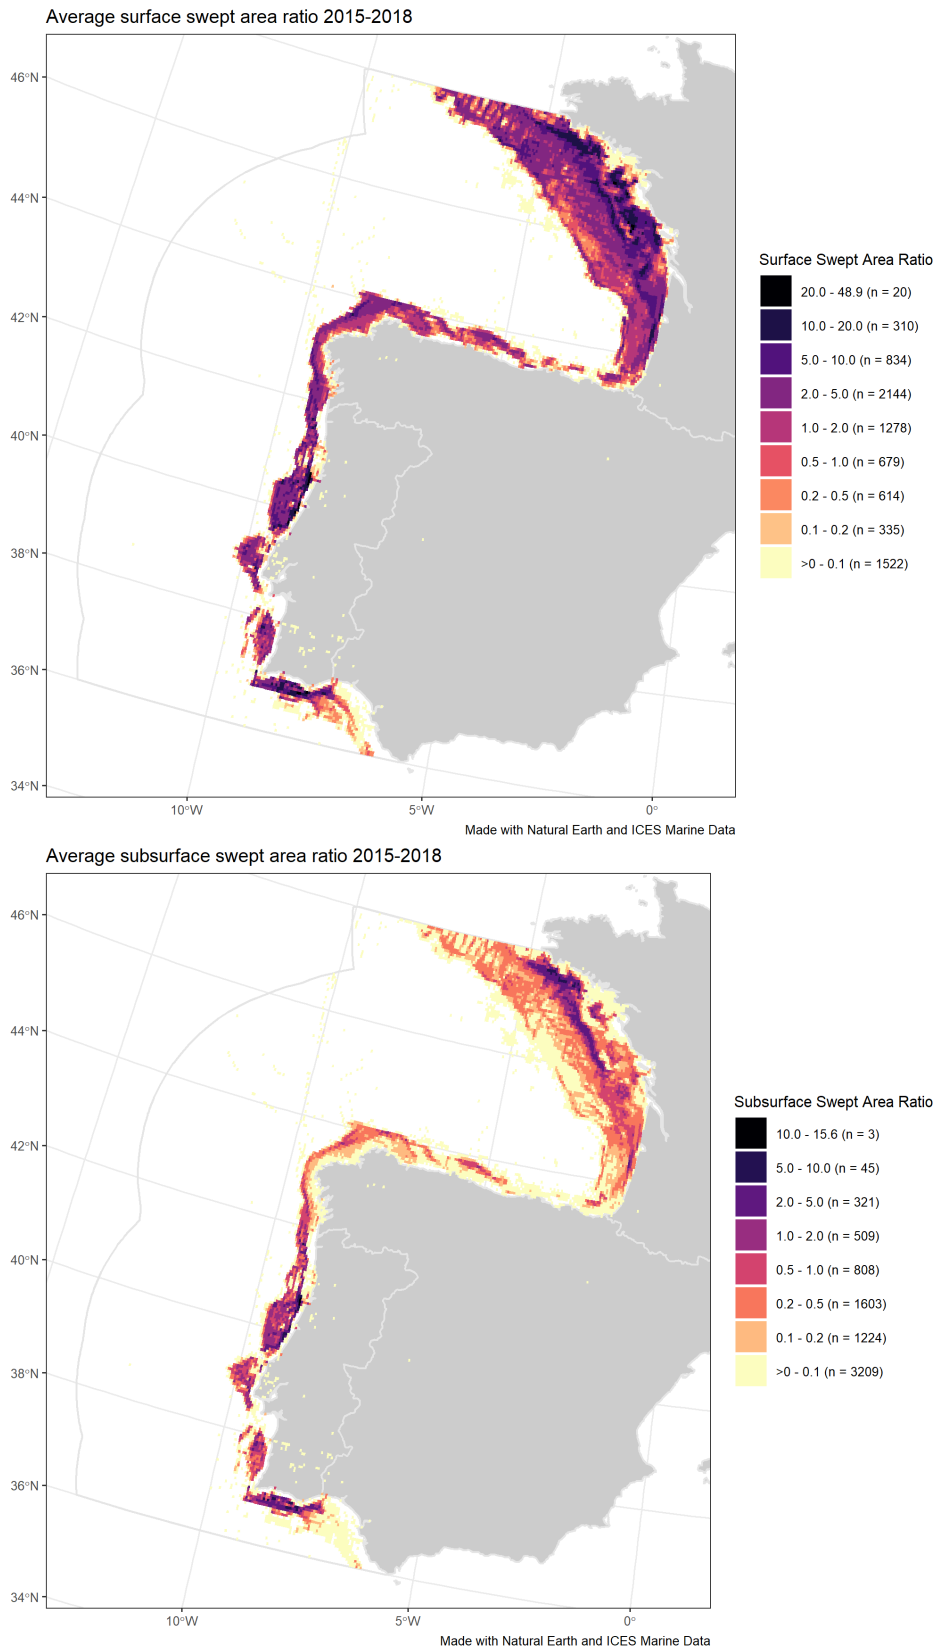 Average surface swept area ratio 2015-2018
46°N
44°N
42°N
40°N
38°N
36°N
34°N
10°W
5°W
0°
Surface Swept Area Ratio
20.0 - 48.9 (n = 20)
10.0 - 20.0 (n = 310)
5.0 - 10.0 (n = 834)
2.0 - 5.0 (n = 2144)
1.0 - 2.0 (n = 1278)
0.5 - 1.0 (n = 679)
0.2 - 0.5 (n = 614)
0.1 - 0.2 (n = 335)
>0 - 0.1 (n = 1522)
Made with Natural Earth and ICES Marine Data
Average subsurface swept area ratio 2015-2018
46°N
44°N
42°N
40°N
38°N
36°N
34°N
10°W
5°W
0°
Subsurface Swept Area Ratio
10.0 - 15.6 (n = 3)
5.0 - 10.0 (n = 45)
2.0 - 5.0 (n = 321)
1.0 - 2.0 (n = 509)
0.5 - 1.0 (n = 808)
0.2 - 0.5 (n = 1603)
0.1 - 0.2 (n = 1224)
>0 - 0.1 (n = 3209)
Made with Natural Earth and ICES Marine Data